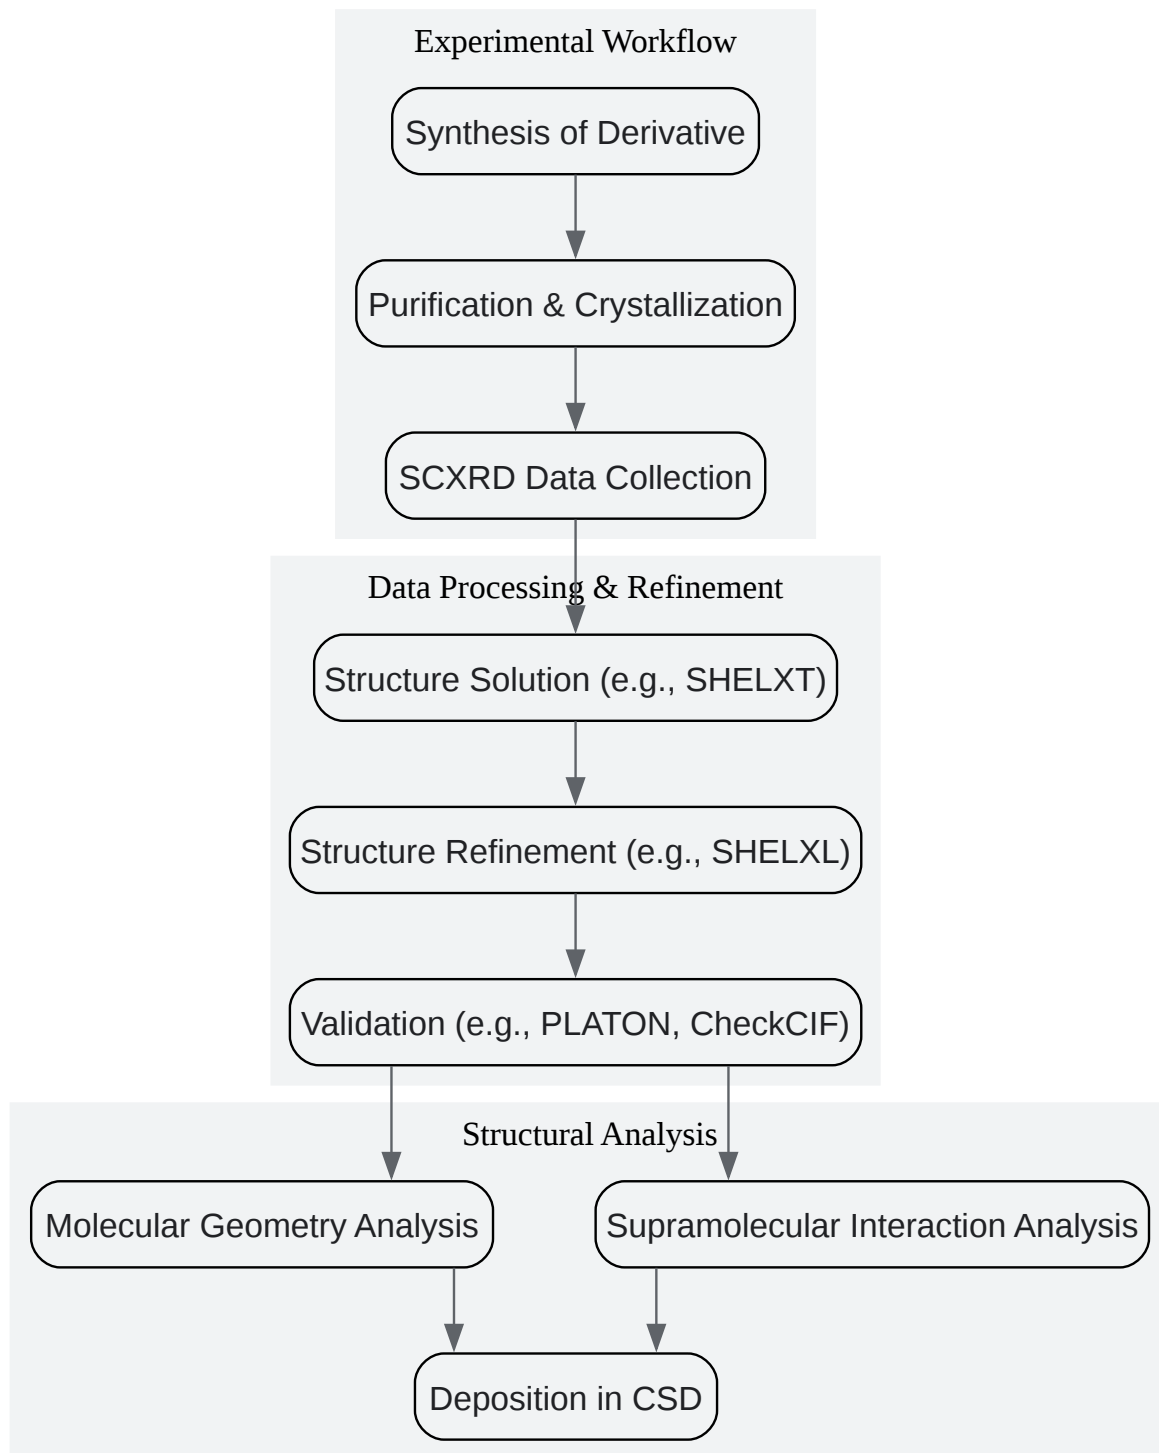 Experimental Workflow
Synthesis of Derivative
Purification & Crystallization
SCXRD Data Collection
Data Processing & Refinement
Structure Solution (e.g., SHELXT)
Structure Refinement (e.g., SHELXL)
Validation (e.g., PLATON, CheckCIF)
Structural Analysis
Molecular Geometry Analysis
Supramolecular Interaction Analysis
Deposition in CSD